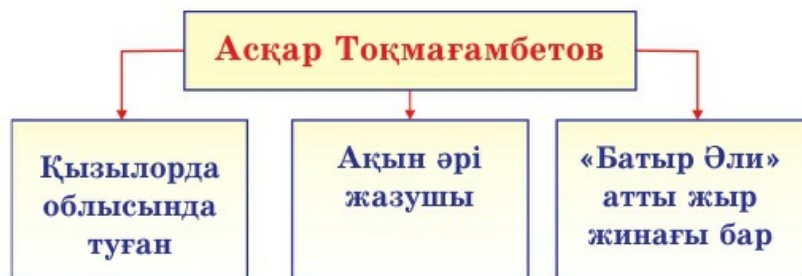 Асқар Тоқмағамбетов
Қызылорда
облысында
туған
Ақын әрі
жазушы
«Батыр Әли»
атты жыр
жинағы бар